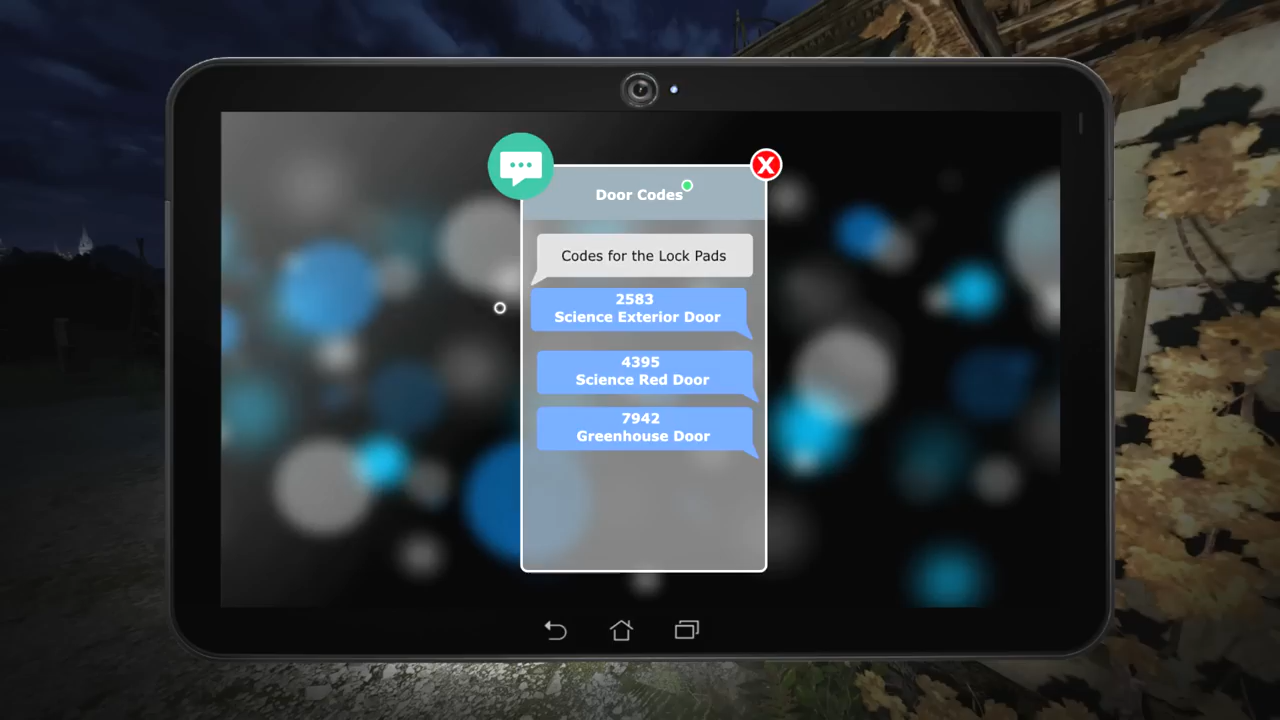 Door Codes
Codes for the Lock Pads
2583
Science Exterior Door
4395
Science Red Door
7942
Greenhouse Door